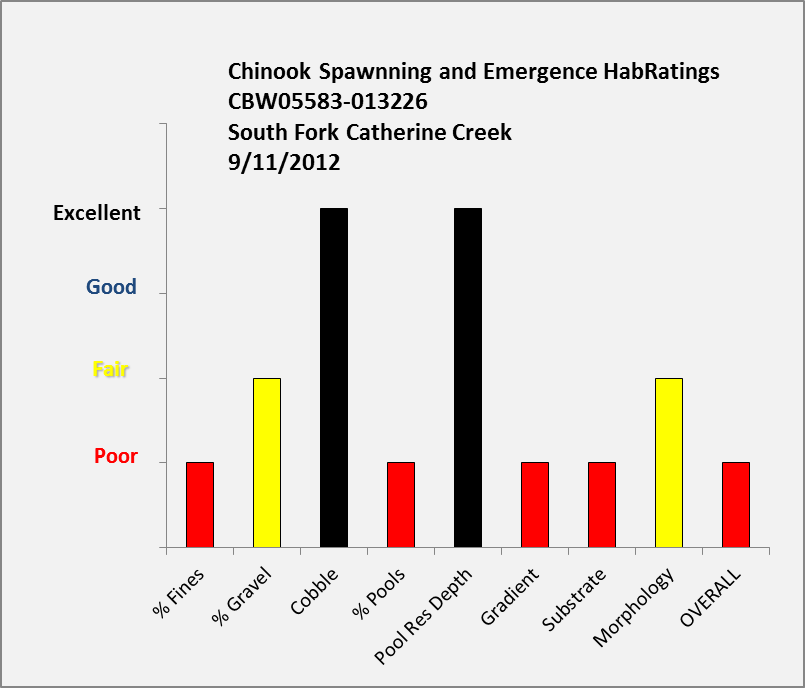 Chinook Spawnning and Emergence HabRatings
CBW05583-013226
South Fork Catherine Creek
9/11/2012
Excellent
Good
Fair
Poor
% Fines
% Gravel
Cobble
% Pools
Pool Res Depth
Gradient
Substrate
Morphology
OVERALL